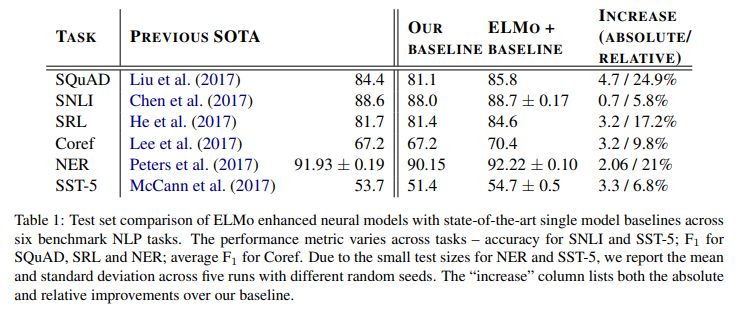 TASK PREVIOUS SOTA OUR BASELINE ELMO + BASELINE INCREASE (ABSOLUTE/ RELATIVE)
SQuAD Liu et al. (2017) 84.4 81.1 85.8 4.7 / 24.9%
SNLI Chen et al. (2017) 88.6 88.0 88.7 ± 0.17 0.7 / 5.8%
SRL He et al. (2017) 81.7 81.4 84.6 3.2 / 17.2%
Coref Lee et al. (2017) 67.2 67.2 70.4 3.2 / 9.8%
NER Peters et al. (2017) 91.93 ± 0.19 90.15 92.22 ± 0.10 2.06 / 21%
SST-5 McCann et al. (2017) 53.7 51.4 54.7 ± 0.5 3.3 / 6.8%
Table 1: Test set comparison of ELMo enhanced neural models with state-of-the-art single model baselines across
six benchmark NLP tasks. The performance metric varies across tasks – accuracy for SNLI and SST-5; F1 for
SQuAD, SRL and NER; average F1 for Coref. Due to the small test sizes for NER and SST-5, we report the mean
and standard deviation across five runs with different random seeds. The “increase” column lists both the absolute
and relative improvements over our baseline.